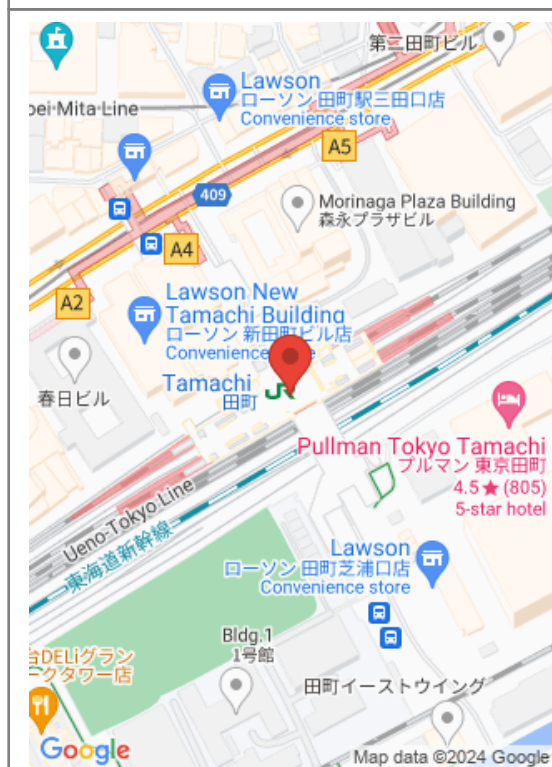 第二田町ビル
Lawson
ローソン 田町駅三田口店
Convenience store
oei Mita Line
A5
409
Morinaga Plaza Building
森永プラザビル
A4
A2
Lawson New
Tamachi Building
ローソン 新田町ビル店
Convenience
e
Tamachi
田町
JR
春日ビル
Pullman Tokyo Tamachi
プルマン 東京田町
4.5★ (805)
5-star hotel
Ueno-Tokyo Line
東海道新幹線
Lawson
ローソン 田町芝浦口店
Convenience store
Bldg.1
1号館
台DELiグラン
ークタワー店
田町イーストウイング
Google
Map data ©2024 Google